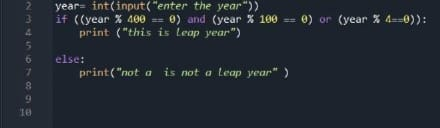 2 year= int(input("enter the year"))
3 if ((year % 400 == 0) and (year % 100 == 0) or (year % 4==0)):
4 print ("this is leap year")
5
6 else:
7 print("not a is not a leap year" )
8
9
10